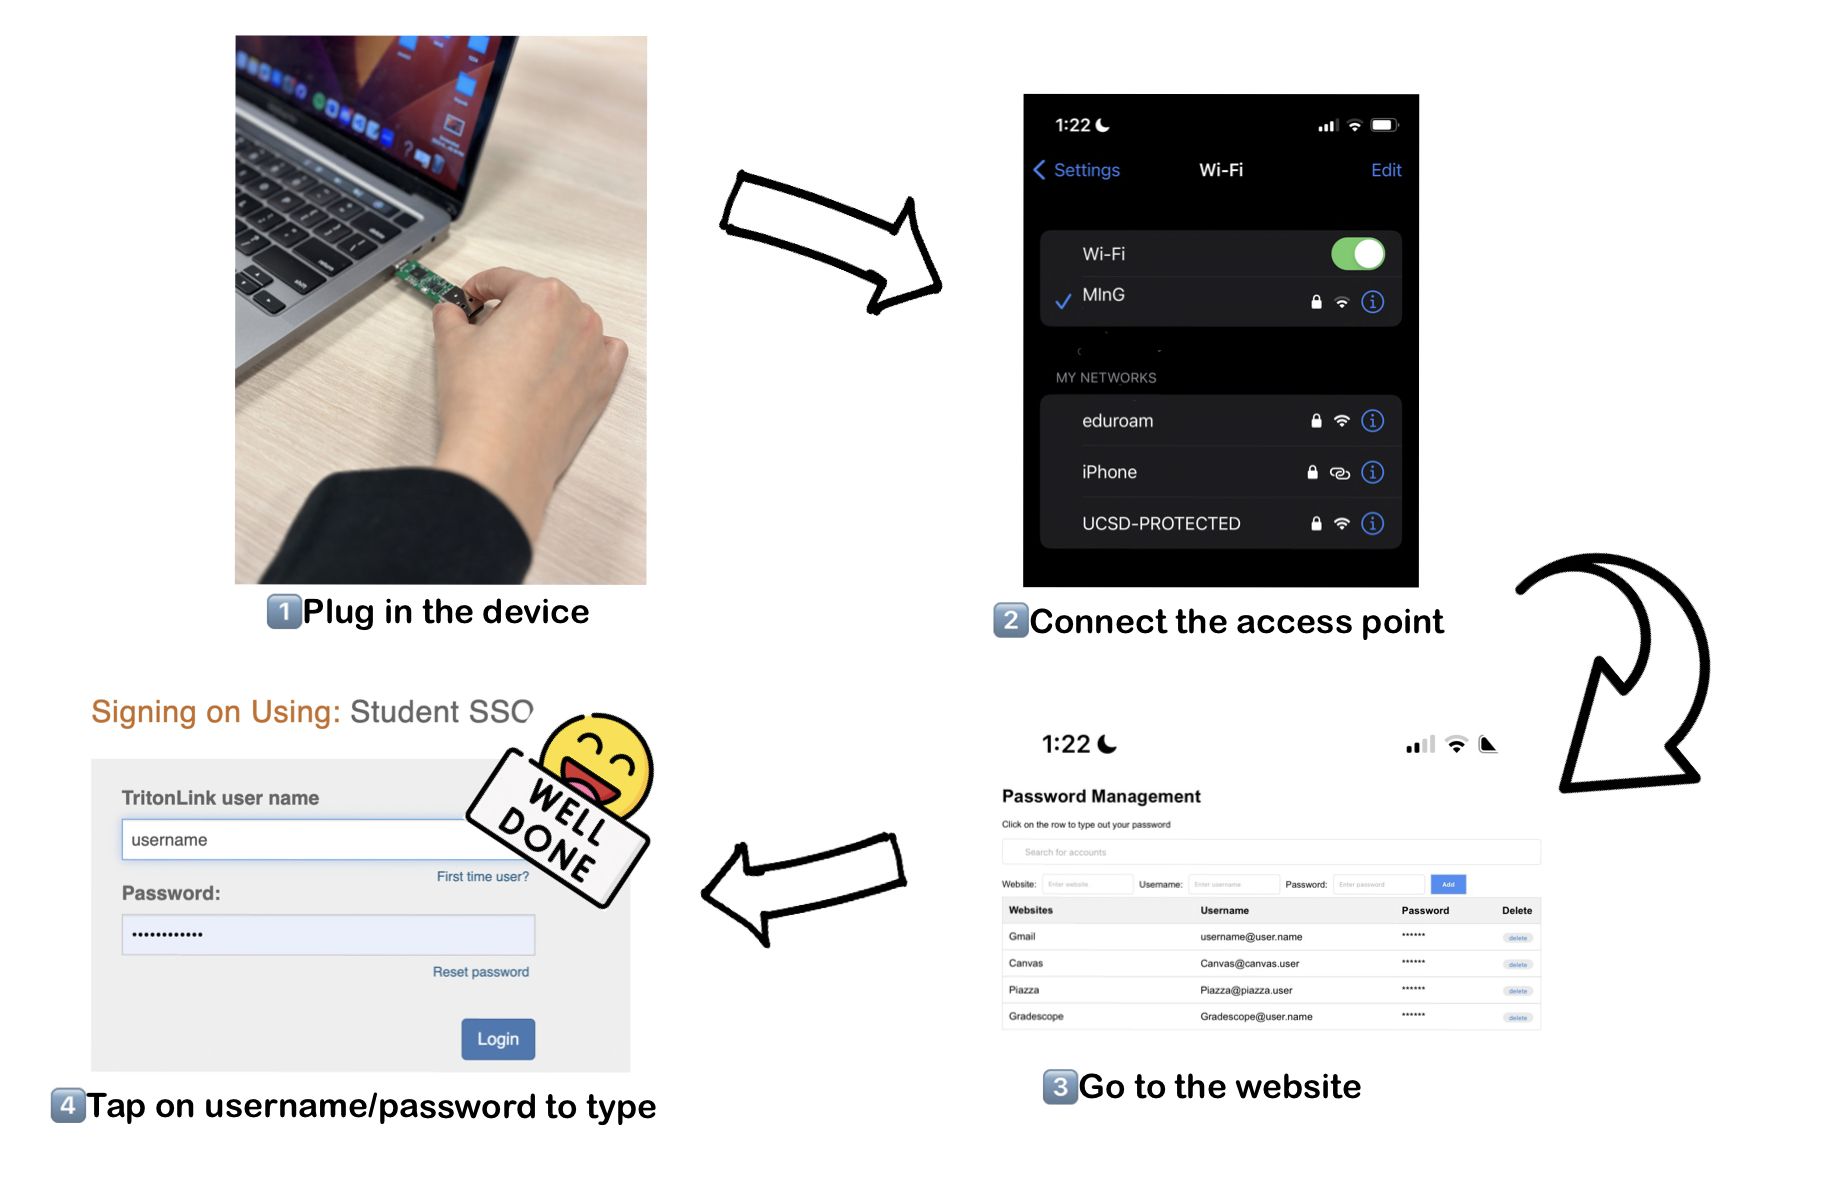 1 Plug in the device
1:22
Settings Wi-Fi Edit
Wi-Fi
MInG
MY NETWORKS
eduroam
iPhone
UCSD-PROTECTED
2 Connect the access point
1:22
Password Management
Click on the row to type out your password
Search for accounts
Website: Enter website Username: Enter username Password: Enter password Add
Websites Username Password Delete
Gmail username@user.name ****** delete
Canvas Canvas@canvas.user ****** delete
Piazza Piazza@piazza.user ****** delete
Gradescope Gradescope@user.name ****** delete
3 Go to the website
Signing on Using: Student SSO
TritonLink user name
username
First time user?
Password:
••••••••••••
Reset password
Login
WELL
DONE
4 Tap on username/password to type